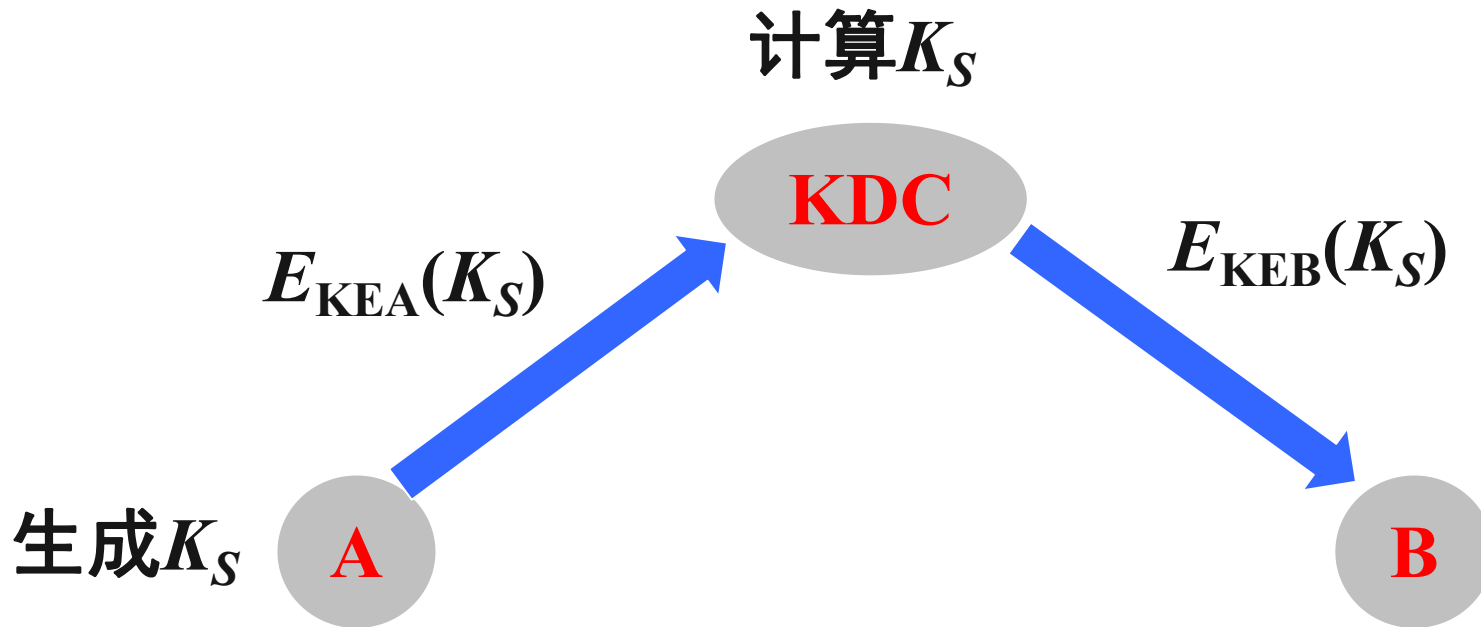 计算K_S
KDC
E_KEA(K_S)
E_KEB(K_S)
生成K_S
A
B